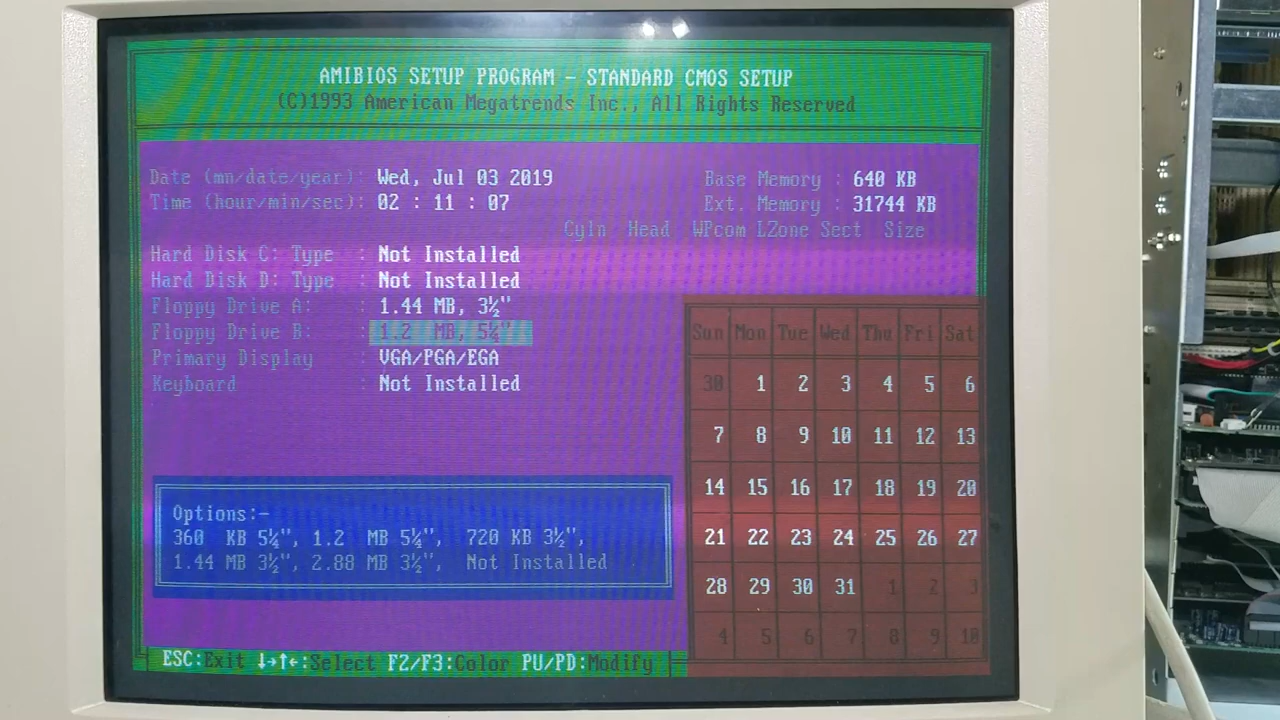 AMIBIOS SETUP PROGRAM - STANDARD CMOS SETUP
(C)1993 American Megatrends Inc., All Rights Reserved
Date (mn/date/year): Wed, Jul 03 2019
Base Memory : 640 KB
Time (hour/min/sec): 02 : 11 : 07
Ext. Memory : 31744 KB
Cyln Head WPcom LZone Sect Size
Hard Disk C: Type : Not Installed
Hard Disk D: Type : Not Installed
Floppy Drive A: : 1.44 MB, 3½"
Floppy Drive B: : 1.2 MB, 5¼"
Primary Display : VGA/PGA/EGA
Keyboard : Not Installed
Sun Mon Tue Wed Thu Fri Sat
30 1 2 3 4 5 6
7 8 9 10 11 12 13
14 15 16 17 18 19 20
21 22 23 24 25 26 27
28 29 30 31 1 2 3
4 5 6 7 8 9 10
Options:-
360 KB 5¼", 1.2 MB 5¼", 720 KB 3½",
1.44 MB 3½", 2.88 MB 3½", Not Installed
ESC:Exit ↓→↑←:Select F2/F3:Color PU/PD:Modify